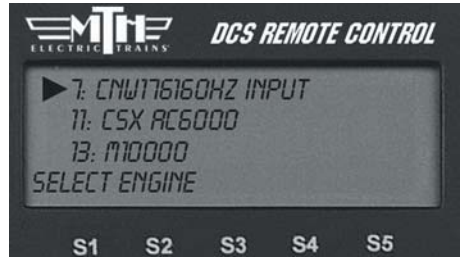 MTH
ELECTRIC TRAINS
DCS REMOTE CONTROL
7: CNW176160HZ INPUT
11: CSX AC6000
13: M10000
SELECT ENGINE
S1 S2 S3 S4 S5